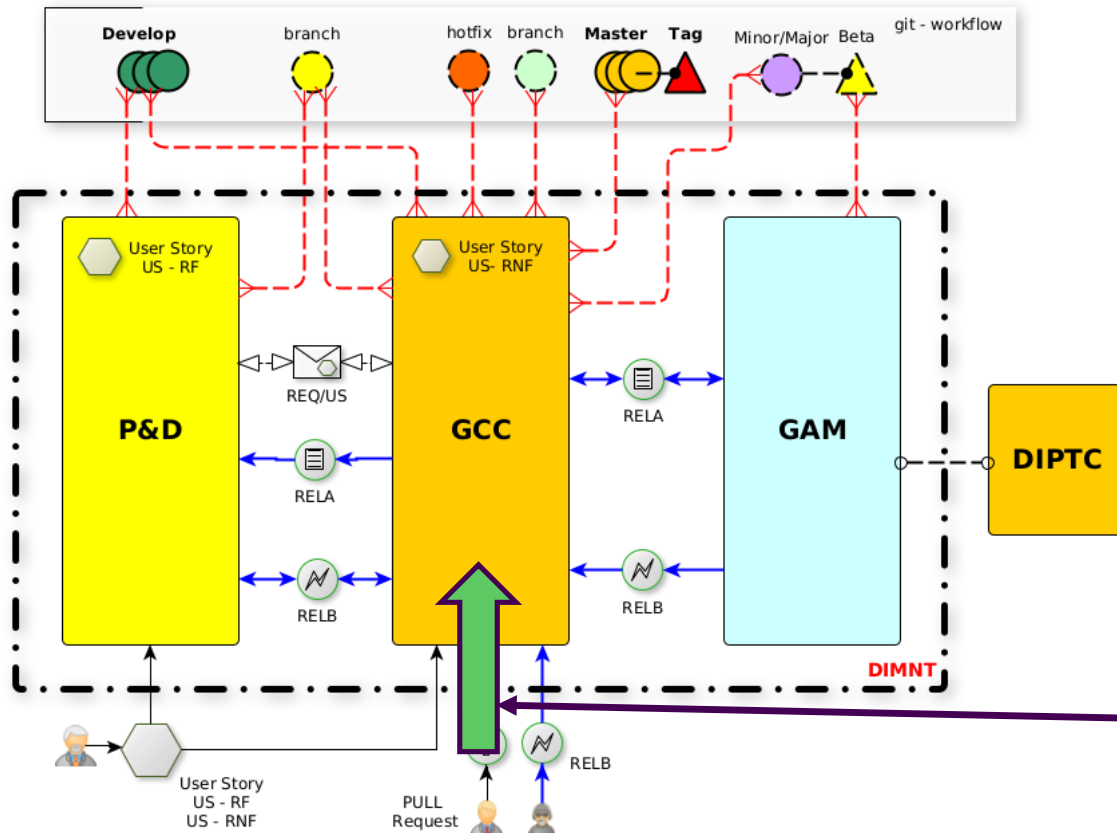 git - workflow
Develop
branch
hotfix
branch
Master
Tag
Minor/Major
Beta
User Story
US - RF
User Story
US- RNF
REQ/US
RELA
P&D
GCC
GAM
DIPTC
RELA
RELB
RELB
DIMNT
User Story
US - RF
US - RNF
PULL
Request
RELB